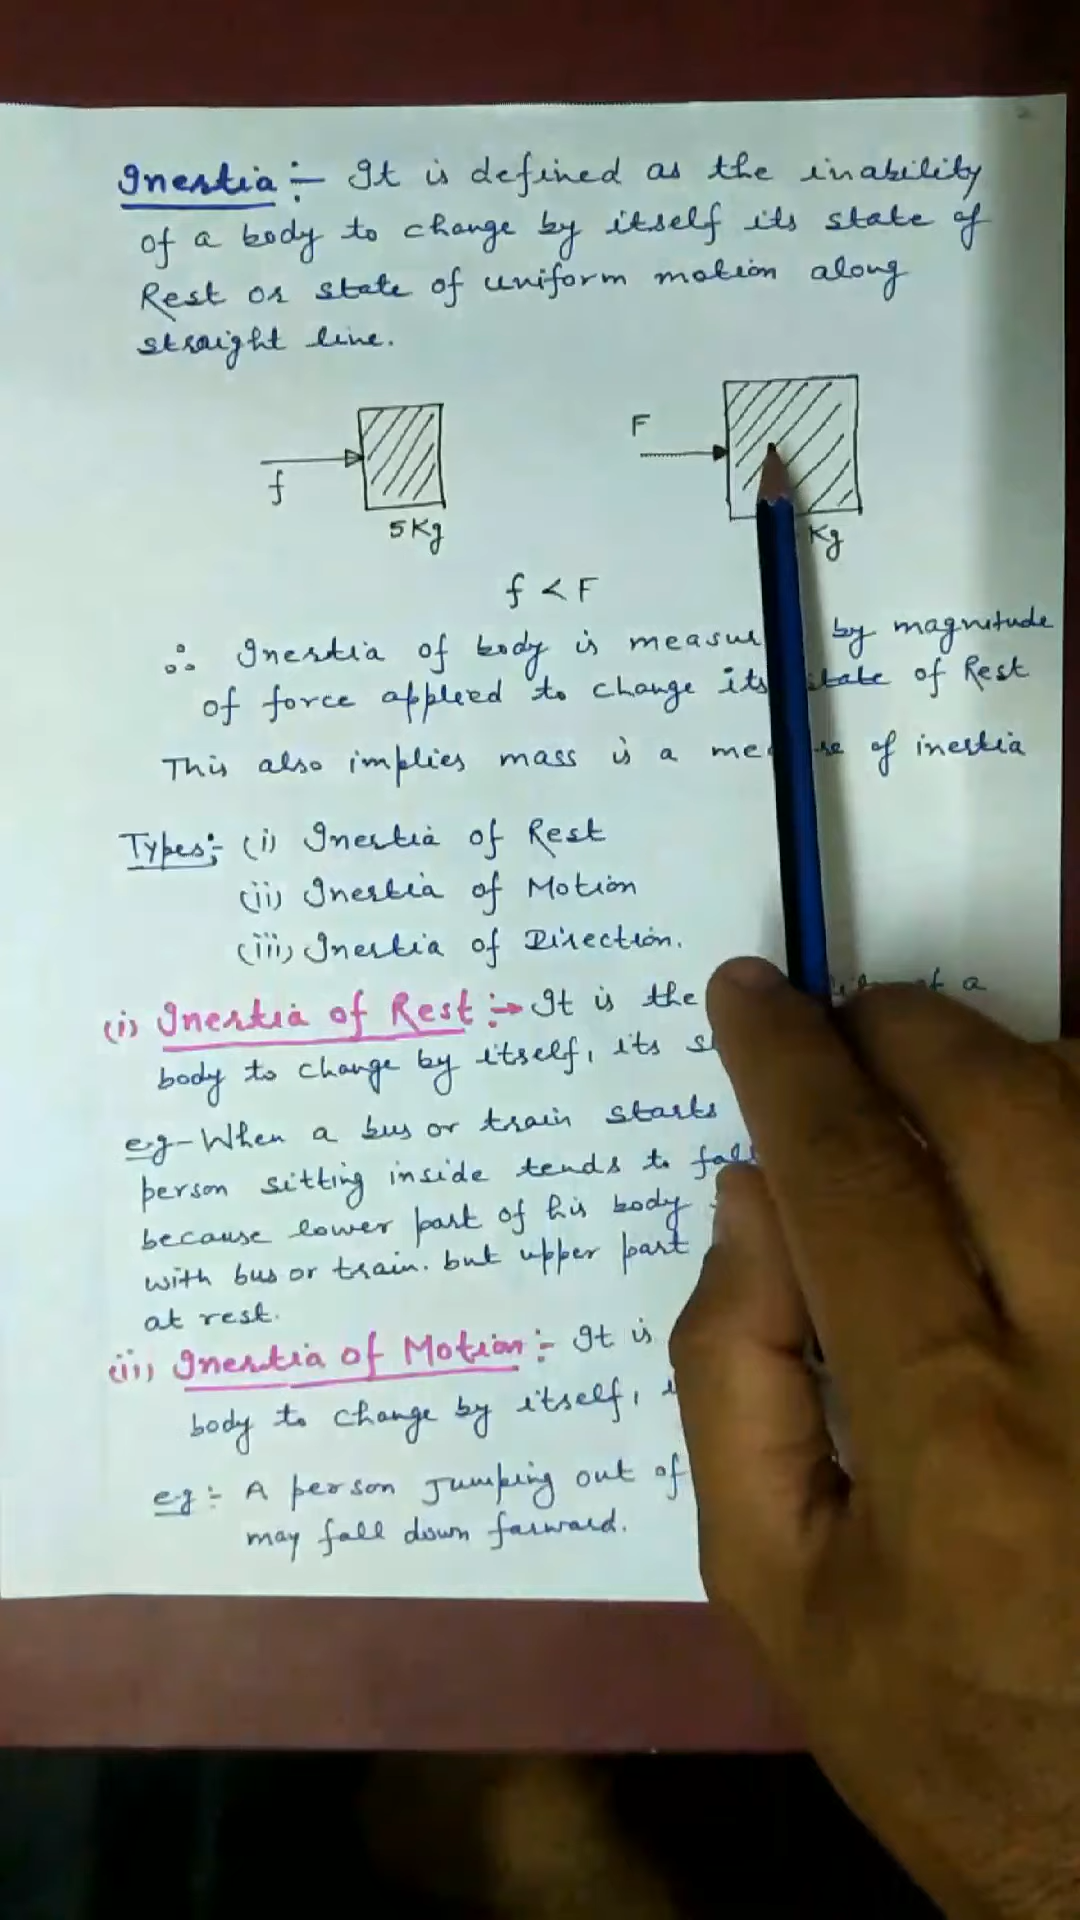 Inertia :- It is defined as the inability
of a body to change by itself its state of
Rest or state of uniform motion along
straight line.
f
5 Kg
F
Kg
f < F
∴ Inertia of body is by magnitude
of force applied to change its state of Rest
This also implies mass is a of inertia
Types:- (i) Inertia of Rest
(ii) Inertia of Motion
(iii) Inertia of Direction.
(i) Inertia of Rest :→ It is the of a
body to change by itself, its
e.g- When a bus or train starts
person sitting inside tends to fall
because lower part of his body
with bus or train. but upper part
at rest.
(ii) Inertia of Motion :- It is
body to change by itself,
e.g :- A person Jumping out of
may fall down forward.